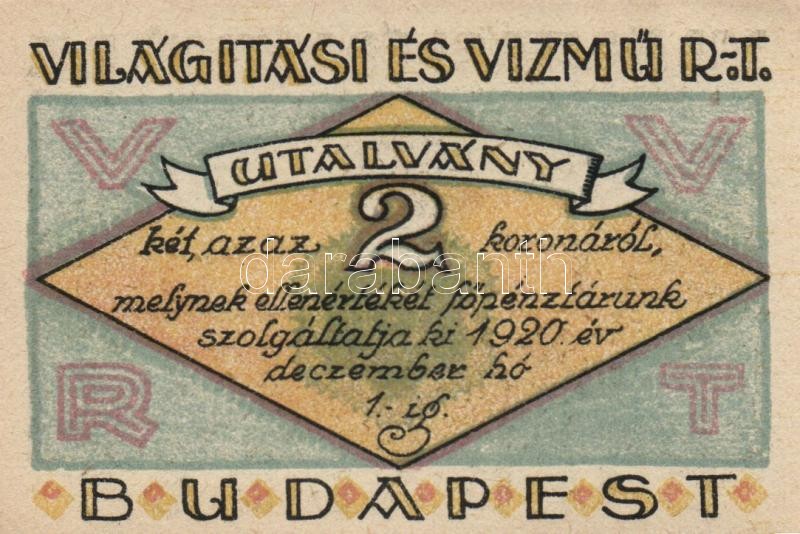 VILÁGITÁSI ÉS VIZMŰ R.-T.
V V
UTALVÁNY
két, azaz 2 koronáról,
melynek ellenértékét főpénztárunk
szolgáltatja ki 1920. év
deczember hó
1.-ig.
R T
BUDAPEST
darabanth